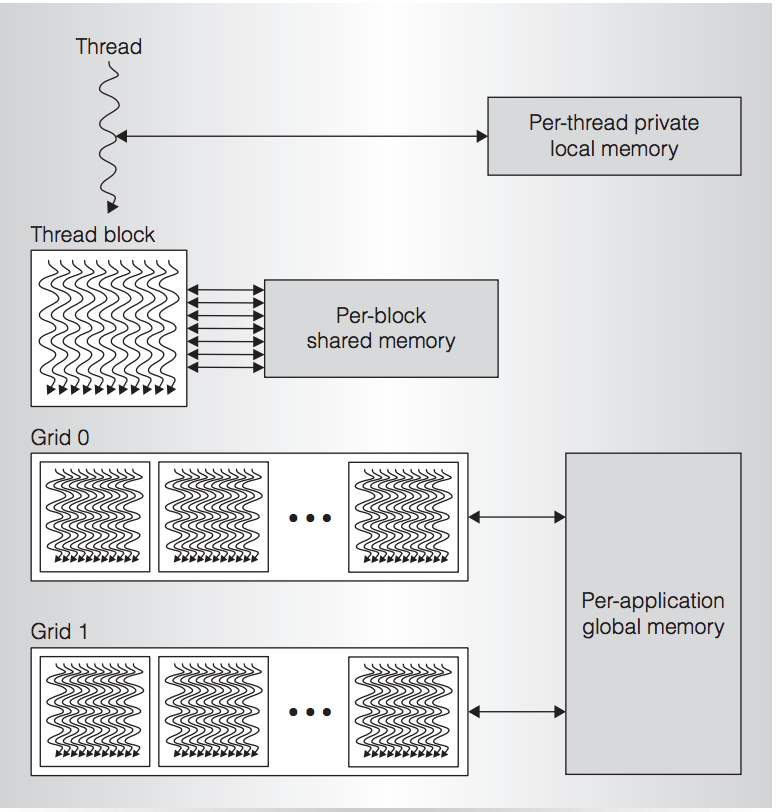 Thread
Per-thread private
local memory
Thread block
Per-block
shared memory
Grid 0
Grid 1
Per-application
global memory